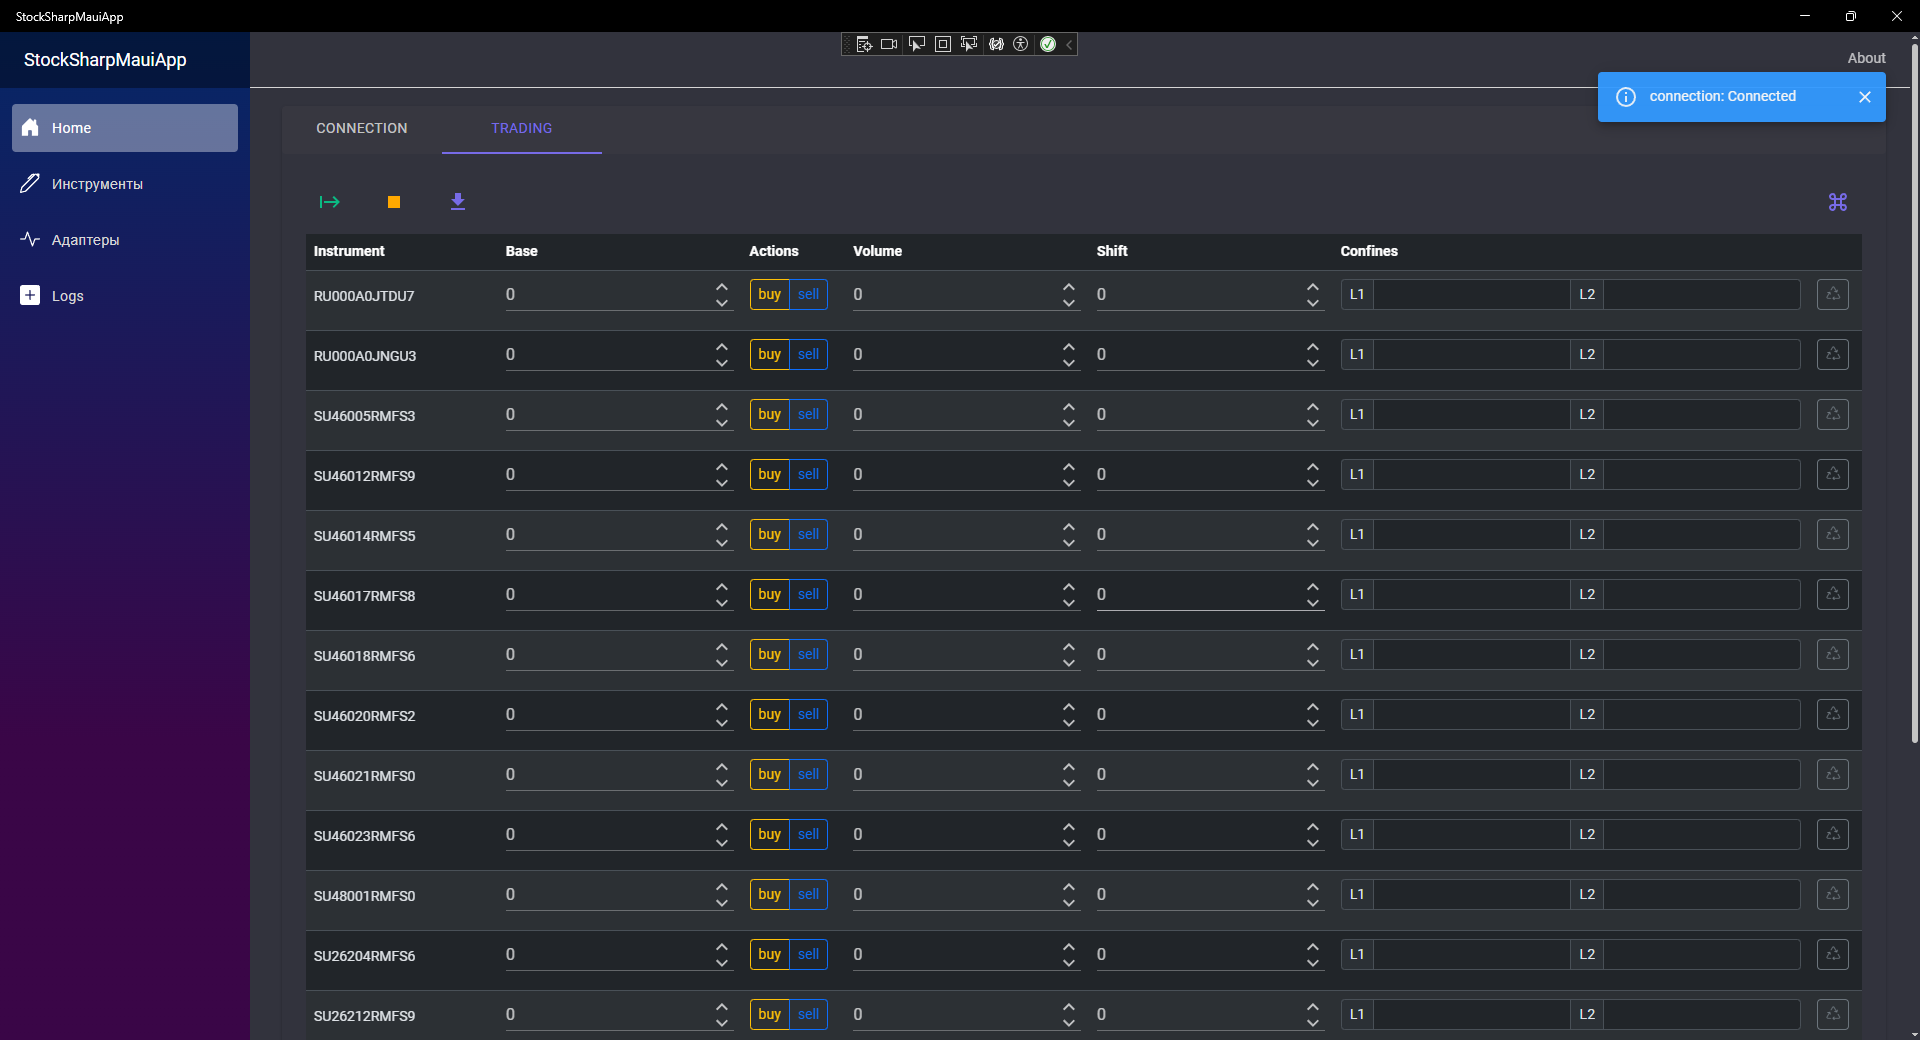 StockSharpMauiApp
StockSharpMauiApp
About
connection: Connected
Home
Инструменты
Адаптеры
Logs
CONNECTION TRADING
Instrument Base Actions Volume Shift Confines
RU000A0JTDU7 0 buy sell 0 0 L1 L2
RU000A0JNGU3 0 buy sell 0 0 L1 L2
SU46005RMFS3 0 buy sell 0 0 L1 L2
SU46012RMFS9 0 buy sell 0 0 L1 L2
SU46014RMFS5 0 buy sell 0 0 L1 L2
SU46017RMFS8 0 buy sell 0 0 L1 L2
SU46018RMFS6 0 buy sell 0 0 L1 L2
SU46020RMFS2 0 buy sell 0 0 L1 L2
SU46021RMFS0 0 buy sell 0 0 L1 L2
SU46023RMFS6 0 buy sell 0 0 L1 L2
SU48001RMFS0 0 buy sell 0 0 L1 L2
SU26204RMFS6 0 buy sell 0 0 L1 L2
SU26212RMFS9 0 buy sell 0 0 L1 L2